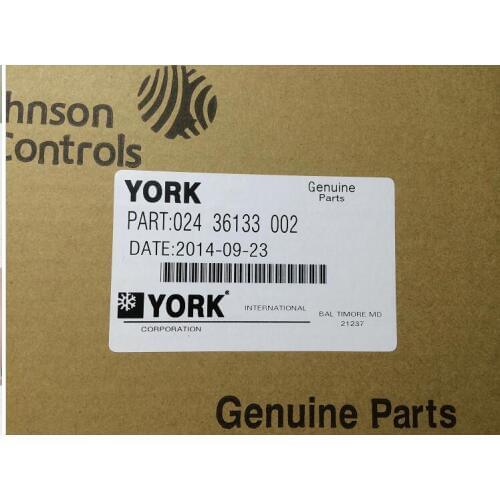 hnson
Controls
YORK Genuine
Parts
PART:024 36133 002
DATE:2014-09-23
YORK INTERNATIONAL BAL TIMORE MD
CORPORATION 21237
Genuine Parts